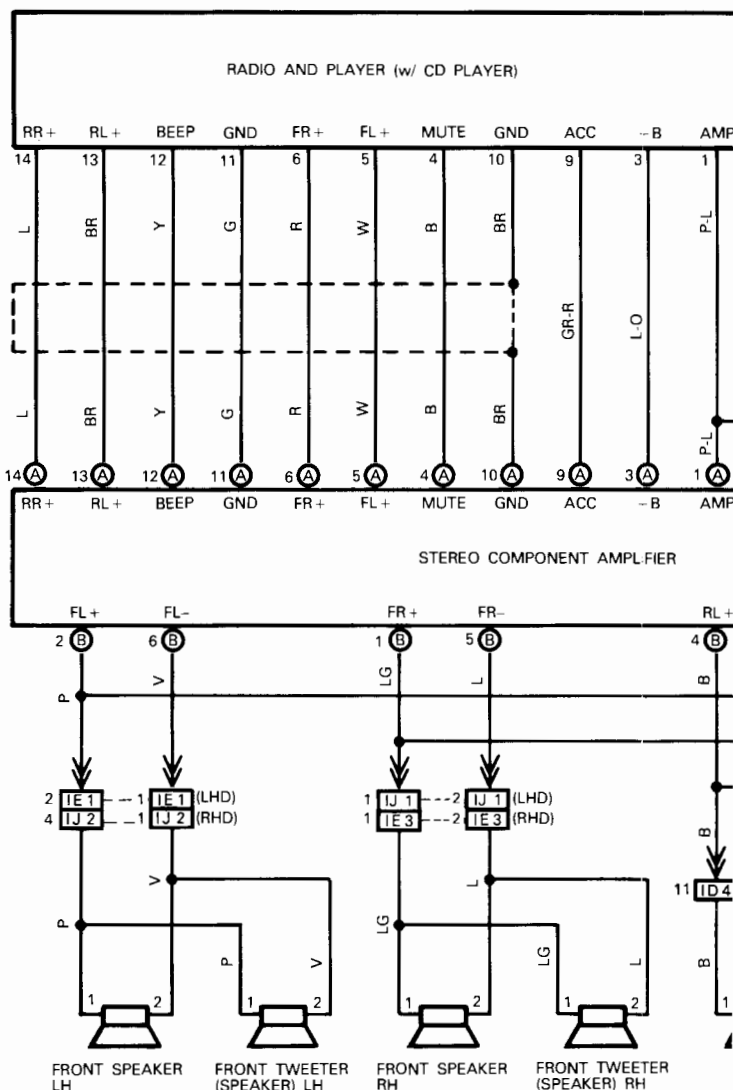 RADIO AND PLAYER (w/ CD PLAYER)
RR+ RL+ BEEP GND FR+ FL+ MUTE GND ACC -B AMP
14 13 12 11 6 5 4 10 9 3 1
L BR Y G R W B BR P-L
GR-R L-O
L BR Y G R W B BR P-L
14 A 13 A 12 A 11 A 6 A 5 A 4 A 10 A 9 A 3 A 1 A
RR+ RL+ BEEP GND FR+ FL+ MUTE GND ACC -B AMP
STEREO COMPONENT AMPLIFIER
FL+ FL- FR+ FR- RL+
2 B 6 B 1 B 5 B 4 B
P V LG L B
2 IE1 1 IE1 (LHD) 1 IJ1 2 IJ1 (LHD)
4 IJ2 1 IJ2 (RHD) 1 IE3 2 IE3 (RHD)
B
11 ID4
P V LG L
P V LG L B
1 2 1 2 1 2 1 2 1
FRONT SPEAKER LH
FRONT TWEETER (SPEAKER) LH
FRONT SPEAKER RH
FRONT TWEETER (SPEAKER) RH